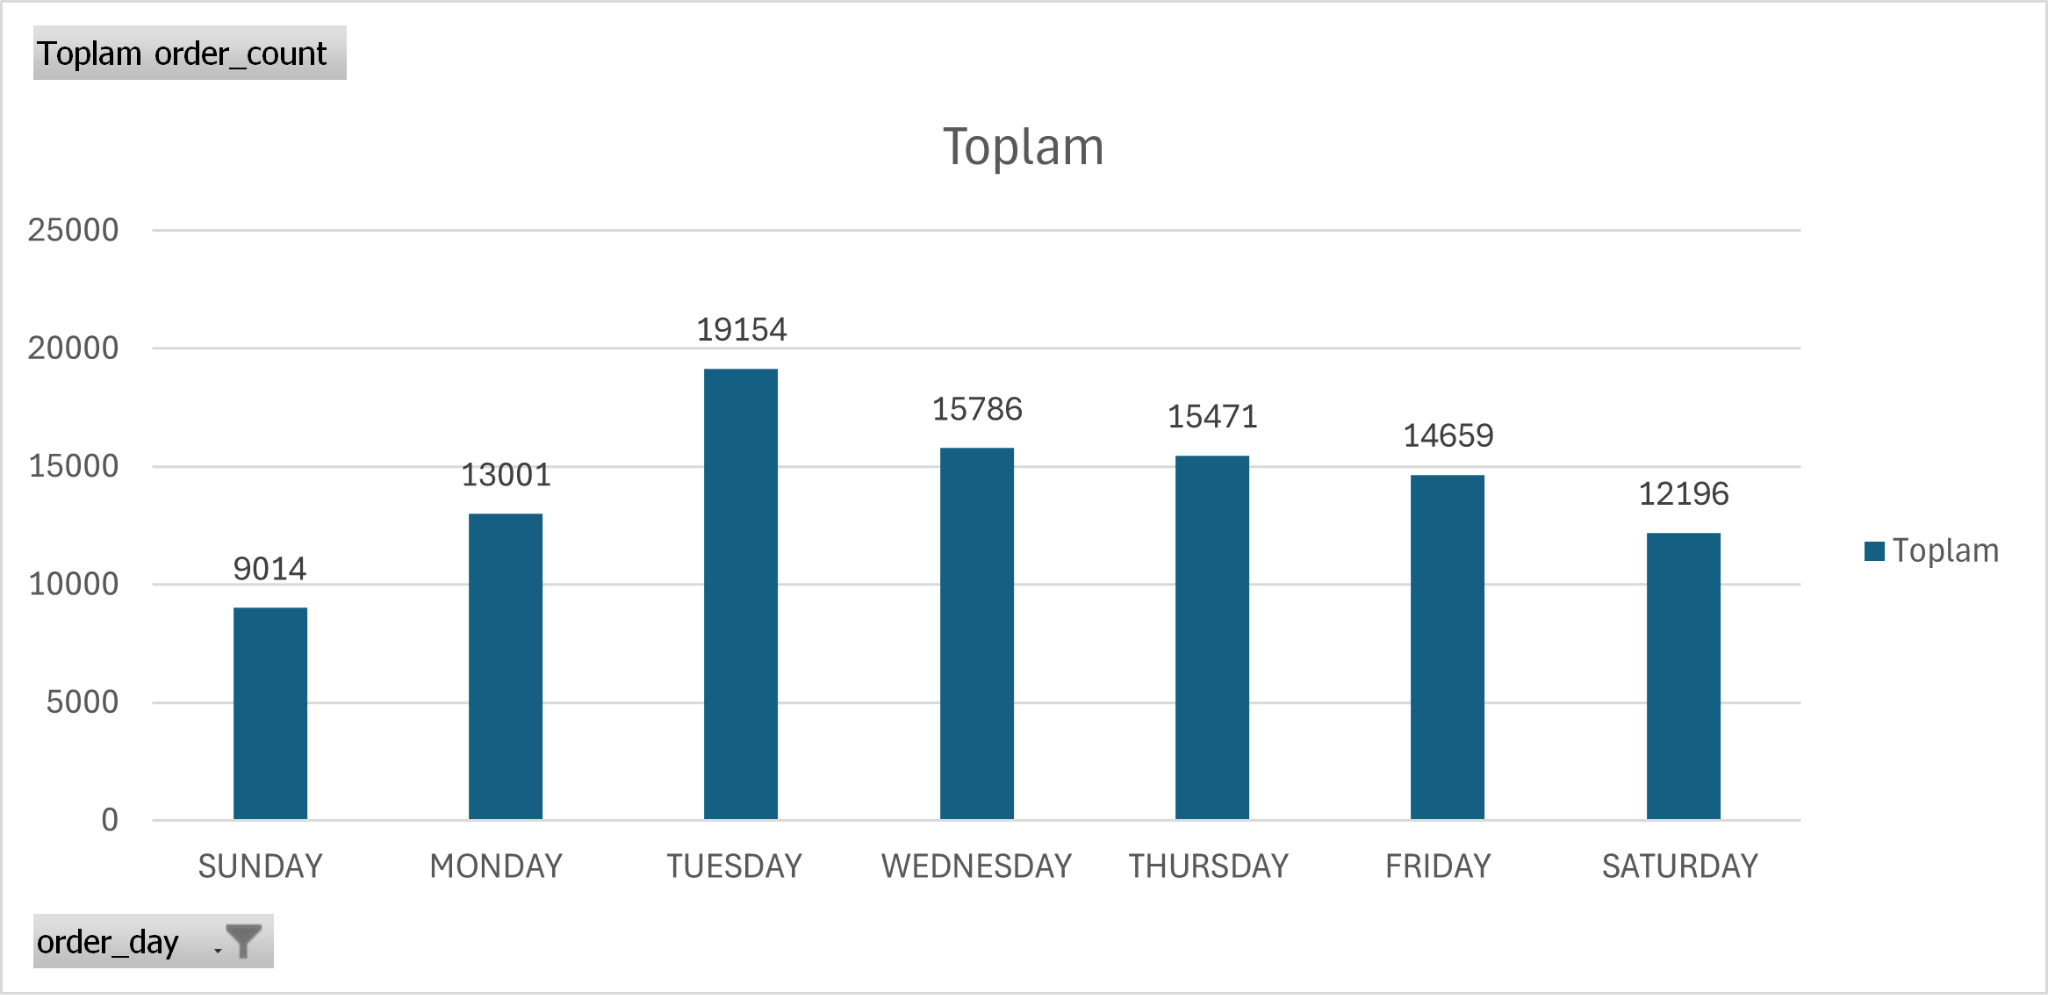 Toplam order_count
Toplam
25000
20000
15000
10000
5000
0
9014
13001
19154
15786
15471
14659
12196
SUNDAY MONDAY TUESDAY WEDNESDAY THURSDAY FRIDAY SATURDAY
Toplam
order_day